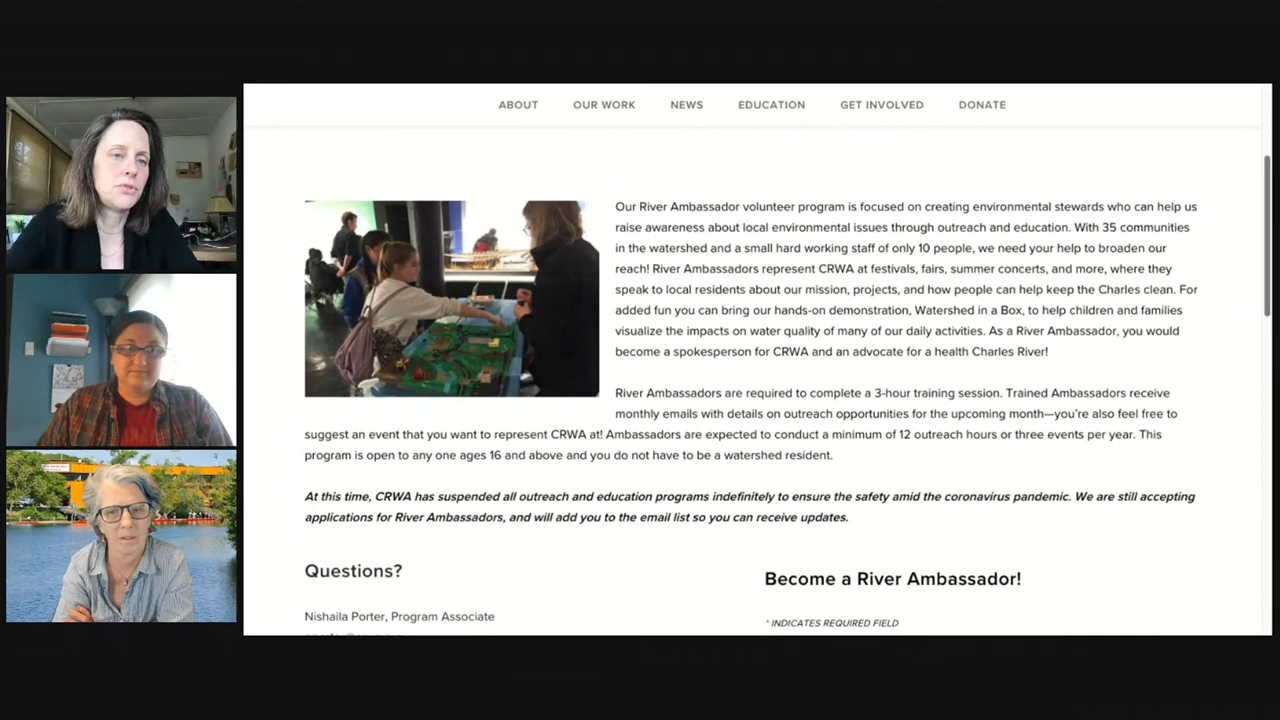 ABOUT OUR WORK NEWS EDUCATION GET INVOLVED DONATE
Our River Ambassador volunteer program is focused on creating environmental stewards who can help us
raise awareness about local environmental issues through outreach and education. With 35 communities
in the watershed and a small hard working staff of only 10 people, we need your help to broaden our
reach! River Ambassadors represent CRWA at festivals, fairs, summer concerts, and more, where they
speak to local residents about our mission, projects, and how people can help keep the Charles clean. For
added fun you can bring our hands-on demonstration, Watershed in a Box, to help children and families
visualize the impacts on water quality of many of our daily activities. As a River Ambassador, you would
become a spokesperson for CRWA and an advocate for a health Charles River!
River Ambassadors are required to complete a 3-hour training session. Trained Ambassadors receive
monthly emails with details on outreach opportunities for the upcoming month—you’re also feel free to
suggest an event that you want to represent CRWA at! Ambassadors are expected to conduct a minimum of 12 outreach hours or three events per year. This
program is open to any one ages 16 and above and you do not have to be a watershed resident.
At this time, CRWA has suspended all outreach and education programs indefinitely to ensure the safety amid the coronavirus pandemic. We are still accepting
applications for River Ambassadors, and will add you to the email list so you can receive updates.
Questions?
Nishaila Porter, Program Associate
Become a River Ambassador!
* INDICATES REQUIRED FIELD